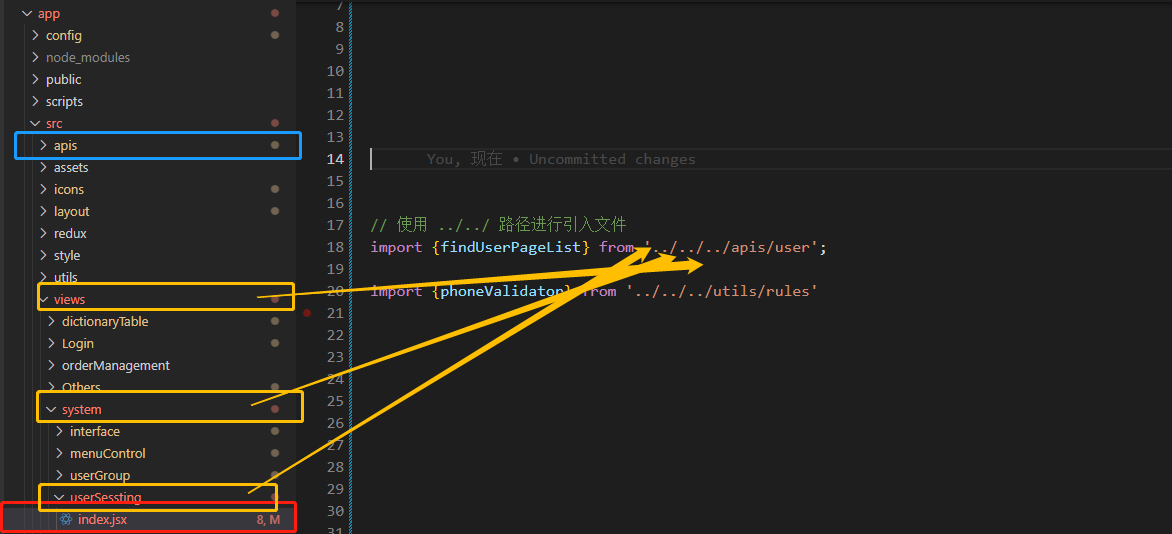 app
config
node_modules
public
scripts
src
apis
assets
icons
layout
redux
style
utils
views
dictionaryTable
Login
orderManagement
Others
system
interface
menuControl
userGroup
userSessting
index.jsx 8, M
7
8
9
10
11
12
13
14 You, 现在 • Uncommitted changes
15
16
17 // 使用 ../../ 路径进行引入文件
18 import {findUserPageList} from '../../../apis/user';
19
20 import {phoneValidator} from '../../../utils/rules'
21
22
23
24
25
26
27
28
29
30
31